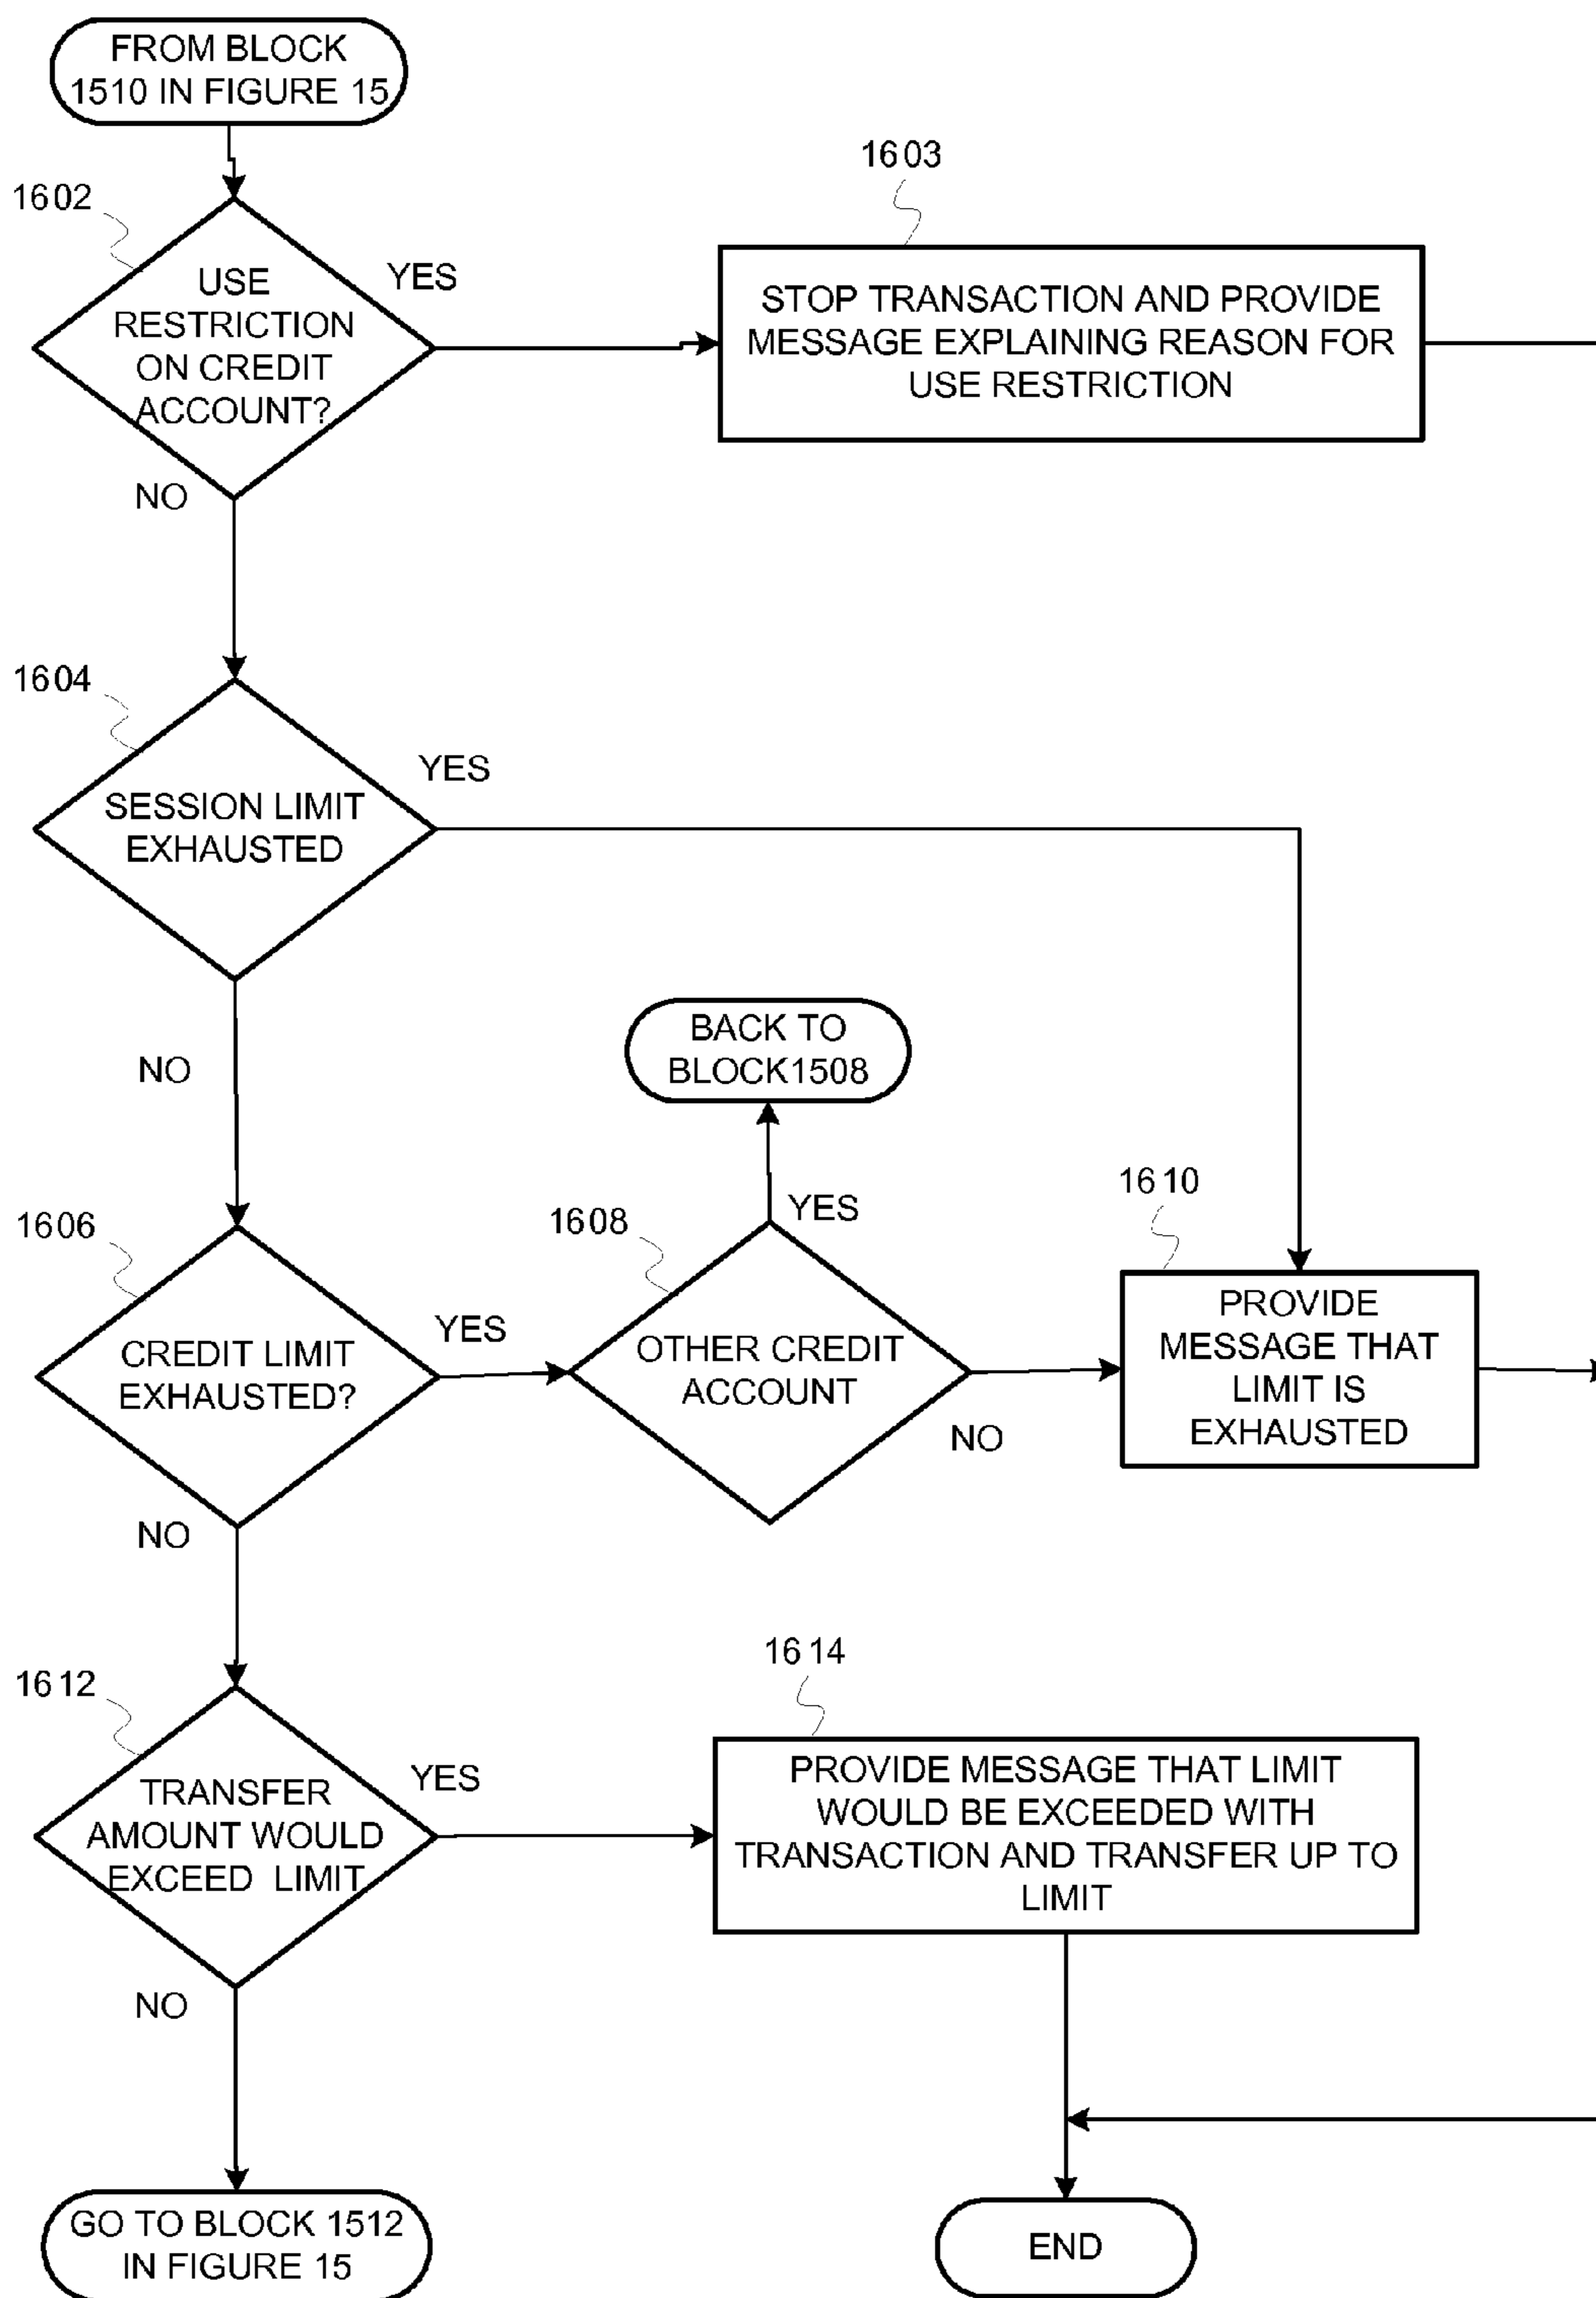 FROM BLOCK
1510 IN FIGURE 15
1603
1602
YES
USE
RESTRICTION
ON CREDIT
ACCOUNT?
STOP TRANSACTION AND PROVIDE
MESSAGE EXPLAINING REASON FOR
USE RESTRICTION
NO
1604
YES
SESSION LIMIT
EXHAUSTED
NO
BACK TO
BLOCK1508
1610
1606
1608
YES
YES
CREDIT LIMIT
EXHAUSTED?
OTHER CREDIT
ACCOUNT
PROVIDE
MESSAGE THAT
LIMIT IS
EXHAUSTED
NO
NO
1614
1612
YES
TRANSFER
AMOUNT WOULD
EXCEED LIMIT
PROVIDE MESSAGE THAT LIMIT
WOULD BE EXCEEDED WITH
TRANSACTION AND TRANSFER UP TO
LIMIT
NO
GO TO BLOCK 1512
IN FIGURE 15
END